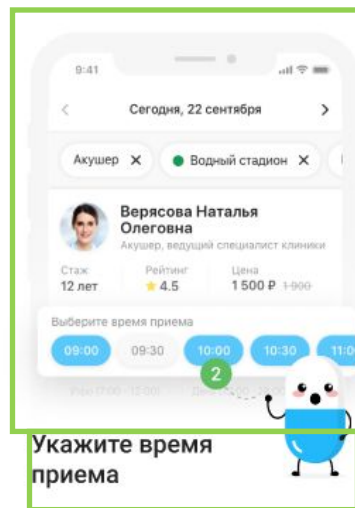 9:41
Сегодня, 22 сентября
Акушер ✕ Водный стадион ✕
Верясова Наталья
Олеговна
Акушер, ведущий специалист клиники
Стаж Рейтинг Цена
12 лет 4.5 1 500 ₽ 1 900
Выберите время приема
09:00 09:30 10:00 10:30 11:0
2
Укажите время
приема